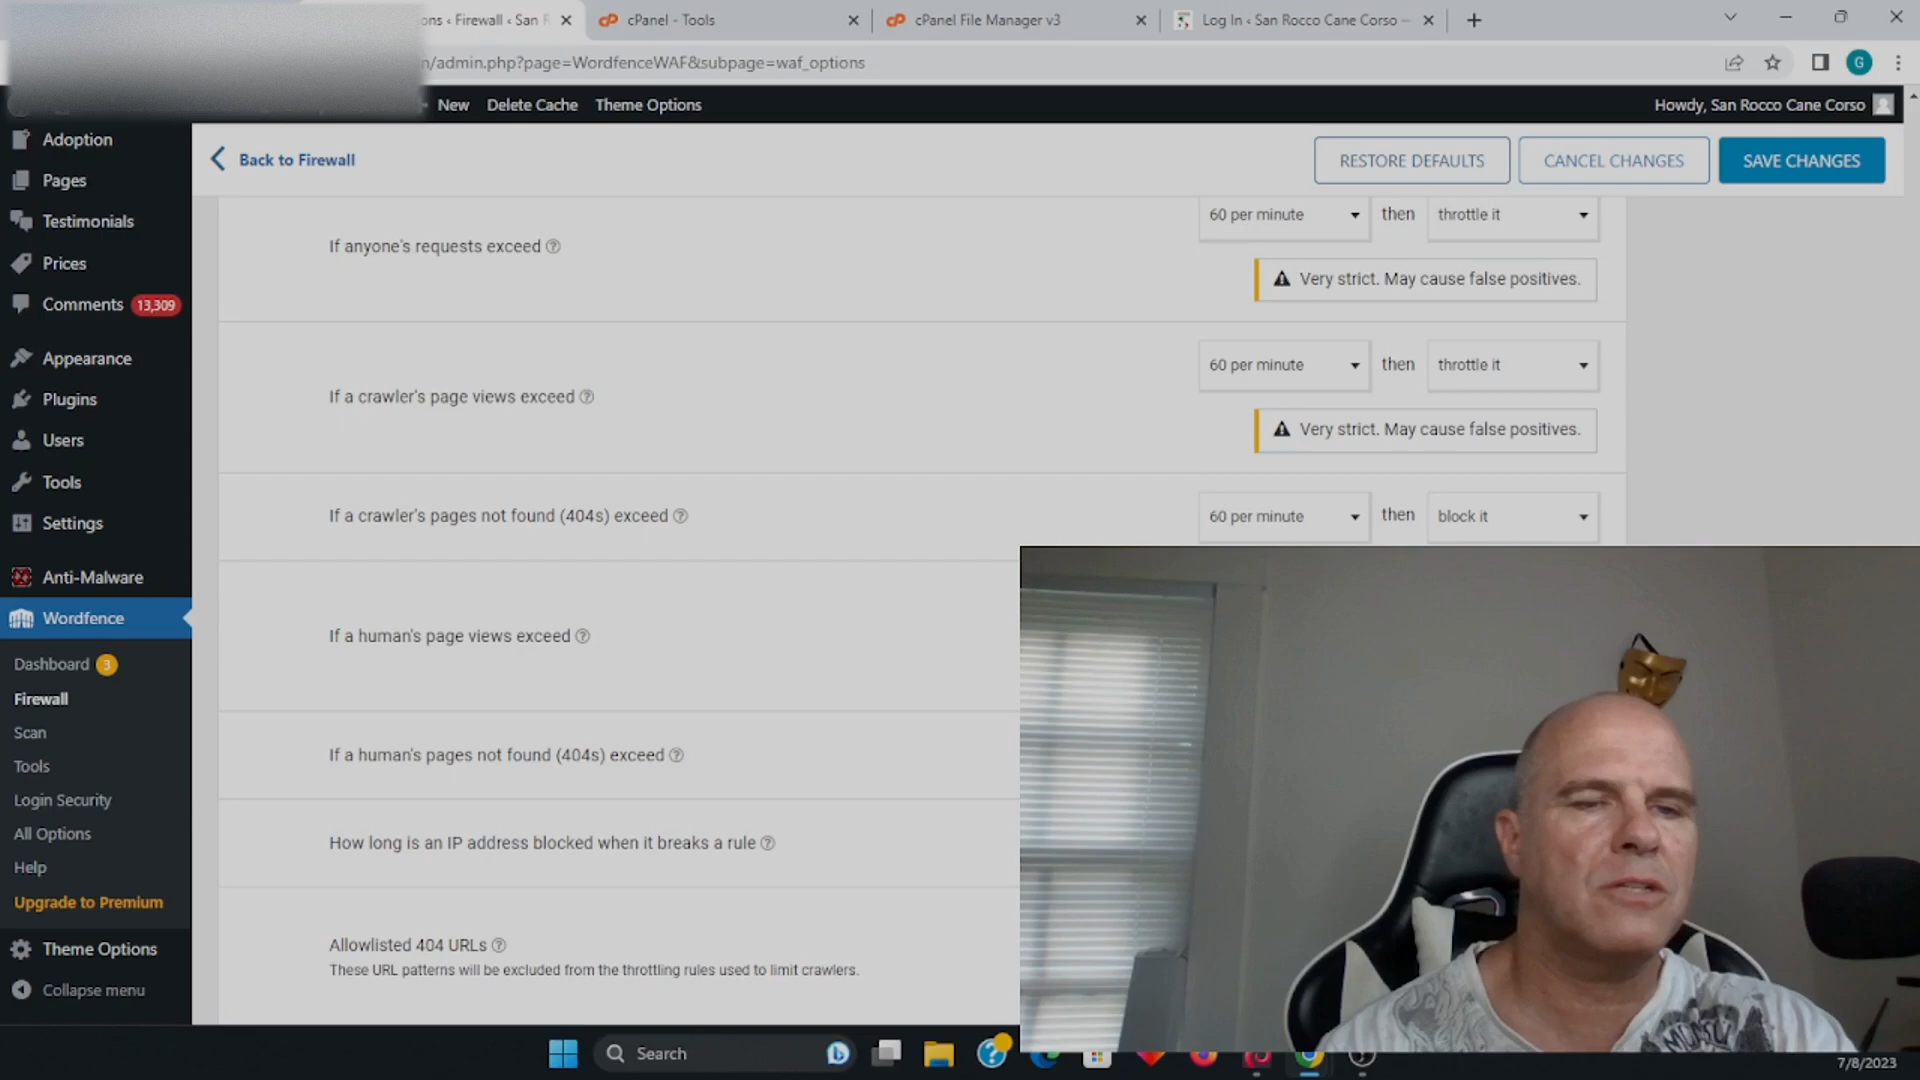 ons ‹ Firewall ‹ San R
cPanel - Tools
cPanel File Manager v3
Log In ‹ San Rocco Cane Corso —
n/admin.php?page=WordfenceWAF&subpage=waf_options
G
New
Delete Cache
Theme Options
Howdy, San Rocco Cane Corso
Adoption
Pages
Testimonials
Prices
Comments 13,309
Appearance
Plugins
Users
Tools
Settings
Anti-Malware
Wordfence
Dashboard 3
Firewall
Scan
Tools
Login Security
All Options
Help
Upgrade to Premium
Theme Options
Collapse menu
Back to Firewall
RESTORE DEFAULTS
CANCEL CHANGES
SAVE CHANGES
If anyone's requests exceed
60 per minute then throttle it
Very strict. May cause false positives.
If a crawler's page views exceed
60 per minute then throttle it
Very strict. May cause false positives.
If a crawler's pages not found (404s) exceed
60 per minute then block it
If a human's page views exceed
If a human's pages not found (404s) exceed
How long is an IP address blocked when it breaks a rule
Allowlisted 404 URLs
These URL patterns will be excluded from the throttling rules used to limit crawlers.
Search
7/8/2023